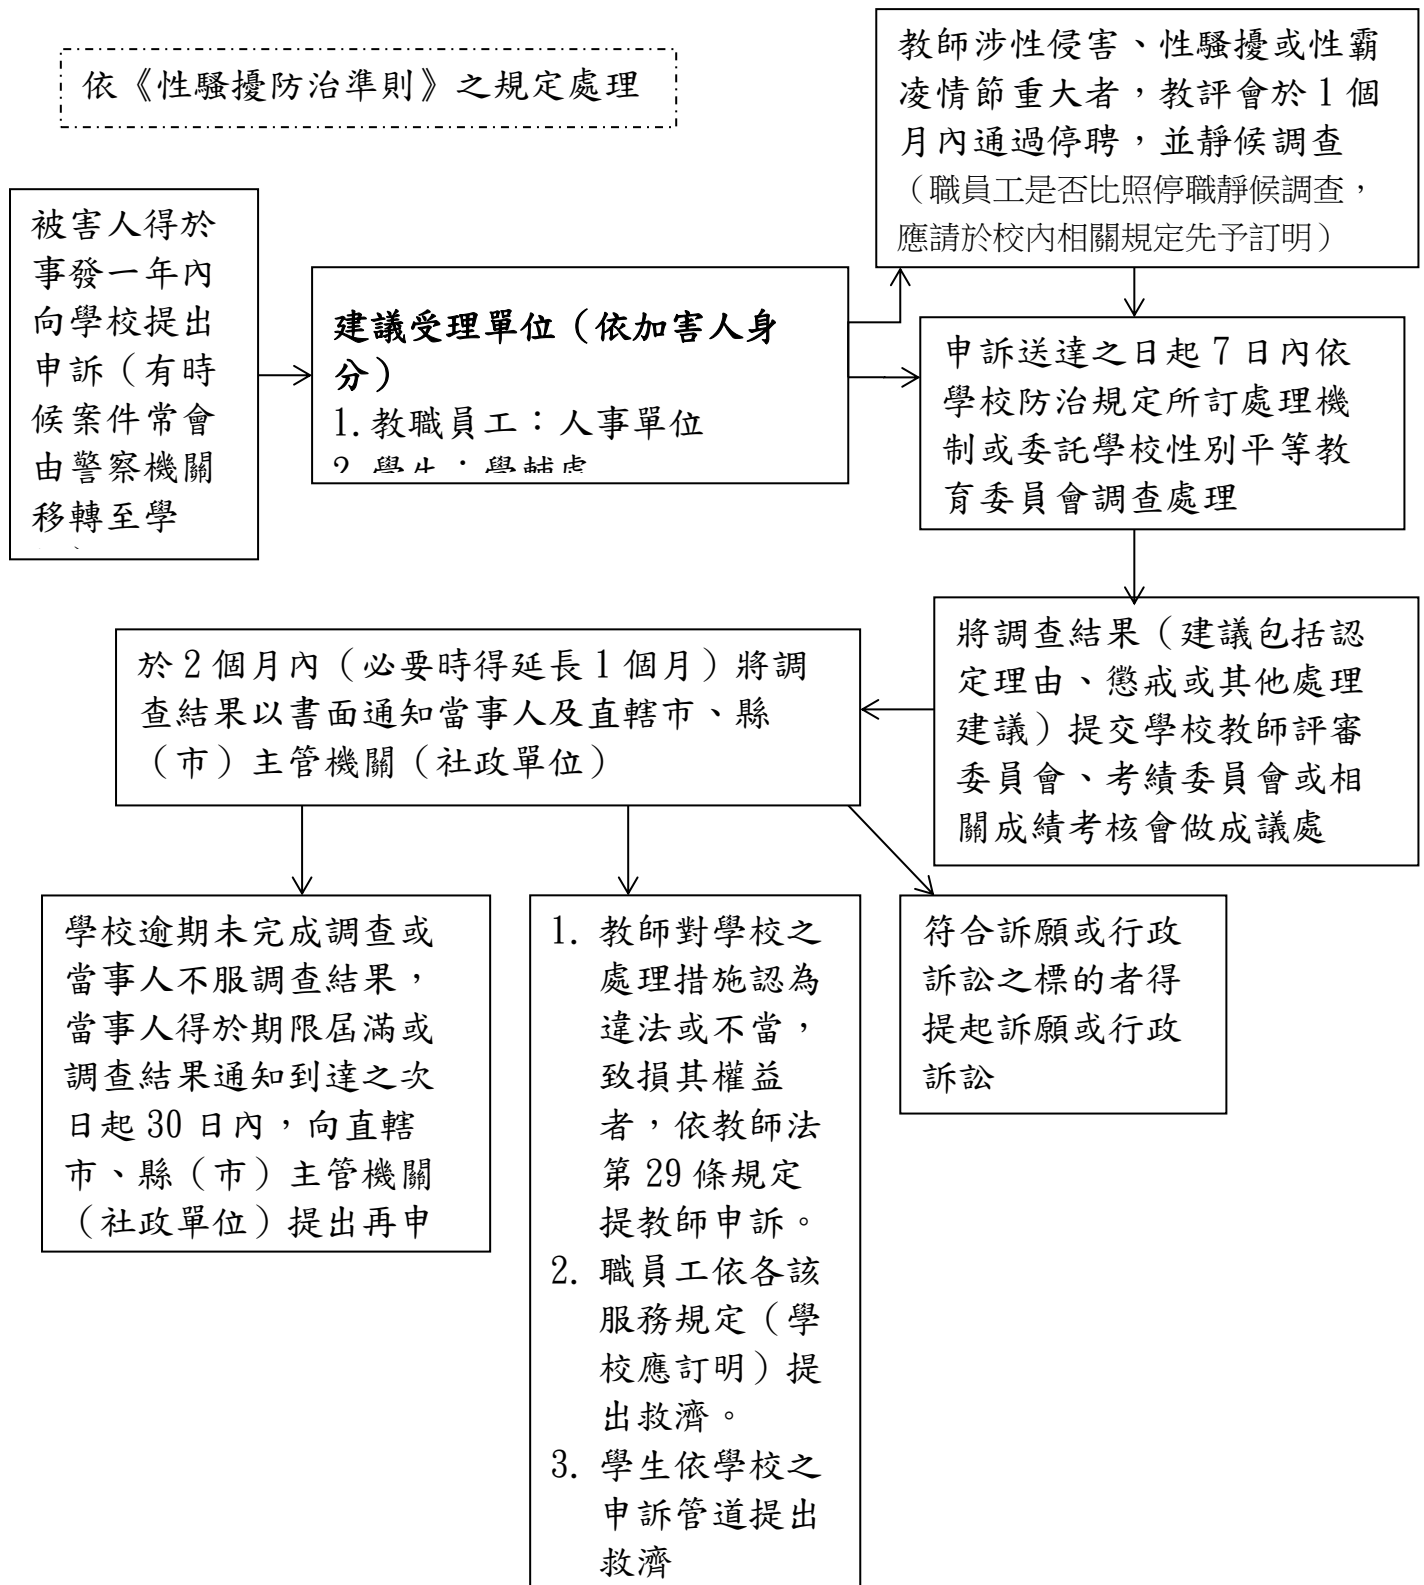 依《性騷擾防治準則》之規定處理
教師涉性侵害、性騷擾或性霸
凌情節重大者，教評會於 1 個
月內通過停聘，並靜候調查
（職員工是否比照停職靜候調查，
應請於校內相關規定先予訂明）
被害人得於
事發一年內
向學校提出
申訴（有時
候案件常會
由警察機關
移轉至學
建議受理單位（依加害人身
分）
1. 教職員工：人事單位
2. 學生：學輔處
申訴送達之日起 7 日內依
學校防治規定所訂處理機
制或委託學校性別平等教
育委員會調查處理
將調查結果（建議包括認
定理由、懲戒或其他處理
建議）提交學校教師評審
委員會、考績委員會或相
關成績考核會做成議處
於 2 個月內（必要時得延長 1 個月）將調
查結果以書面通知當事人及直轄市、縣
（市）主管機關（社政單位）
學校逾期未完成調查或
當事人不服調查結果，
當事人得於期限屆滿或
調查結果通知到達之次
日起 30 日內，向直轄
市、縣（市）主管機關
（社政單位）提出再申
1. 教師對學校之
處理措施認為
違法或不當，
致損其權益
者，依教師法
第 29 條規定
提教師申訴。
2. 職員工依各該
服務規定（學
校應訂明）提
出救濟。
3. 學生依學校之
申訴管道提出
救濟
符合訴願或行政
訴訟之標的者得
提起訴願或行政
訴訟